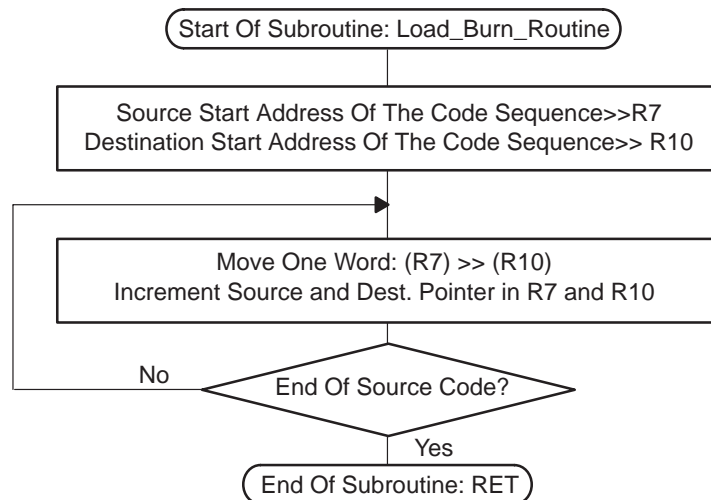 Start Of Subroutine: Load_Burn_Routine
Source Start Address Of The Code Sequence>>R7
Destination Start Address Of The Code Sequence>> R10
Move One Word: (R7) >> (R10)
Increment Source and Dest. Pointer in R7 and R10
No
End Of Source Code?
Yes
End Of Subroutine: RET